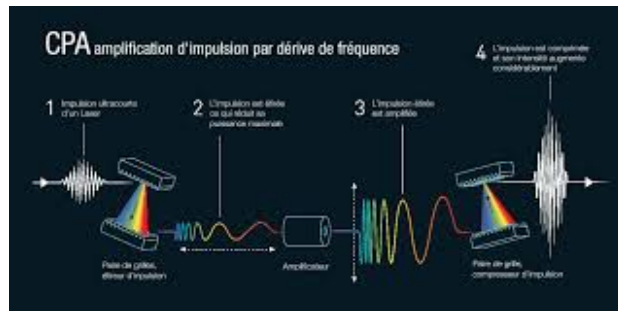 CPA amplification d'impulsion par dérive de fréquence
1 Impulsion ultracourte
d'un Laser
2 L'impulsion est étirée
ce qui réduit sa
puissance maximale
3 L'impulsion étirée
est amplifiée
4 L'impulsion est comprimée
et son intensité augmente
considérablement
Paire de grilles,
étireur d'impulsion
Amplificateur
Paire de grille,
compresseur d'impulsion